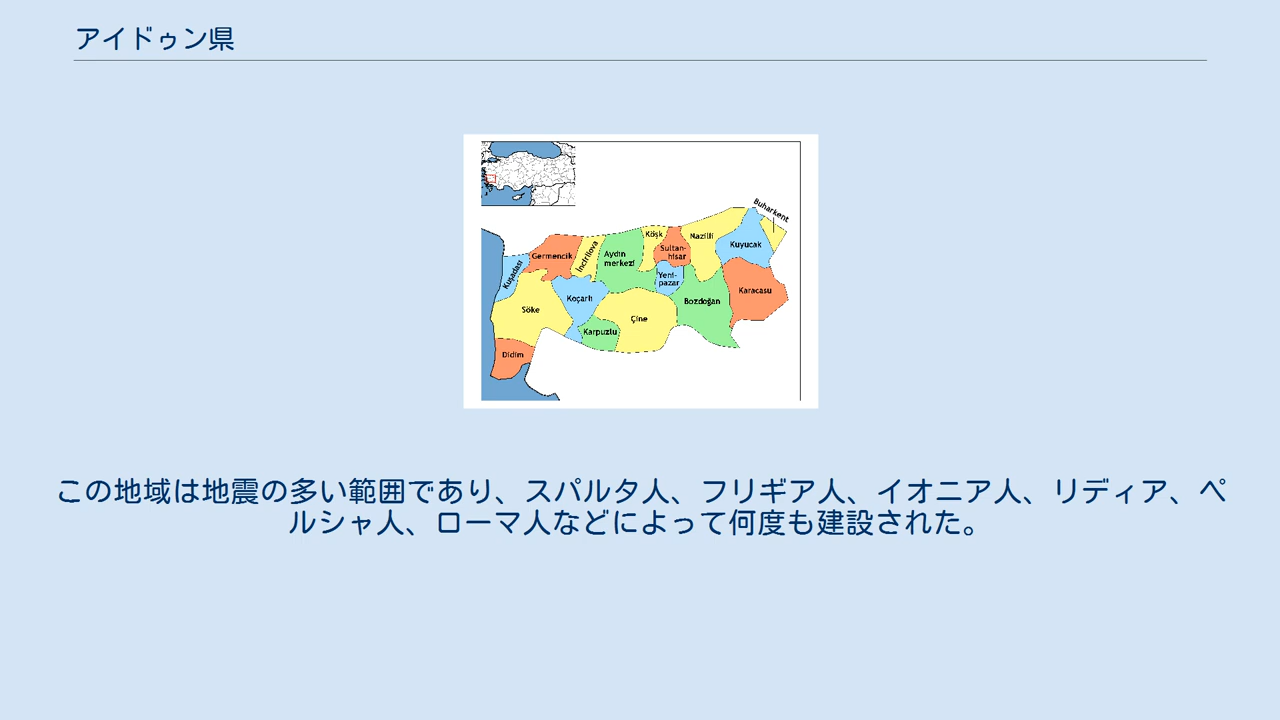 アイドゥン県
Buharkent
Köşk
Nazilli
Kuyucak
Germencik
İncirliova
Aydın
merkezi
Sultan-
hisar
Kuşadası
Yeni-
pazar
Karacasu
Koçarlı
Bozdoğan
Söke
Çine
Karpuzlu
Didim
この地域は地震の多い範囲であり、スパルタ人、フリギア人、イオニア人、リディア、ペ
ルシャ人、ローマ人などによって何度も建設された。